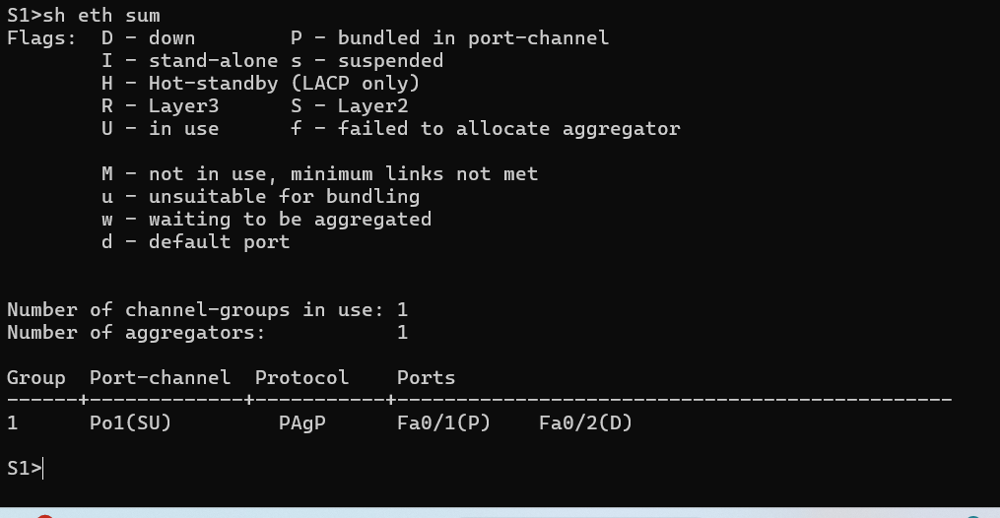 S1>sh eth sum
Flags:  D - down        P - bundled in port-channel
        I - stand-alone s - suspended
        H - Hot-standby (LACP only)
        R - Layer3      S - Layer2
        U - in use      f - failed to allocate aggregator

        M - not in use, minimum links not met
        u - unsuitable for bundling
        w - waiting to be aggregated
        d - default port


Number of channel-groups in use: 1
Number of aggregators:           1

Group  Port-channel  Protocol    Ports
------+-------------+-----------+-----------------------------------------------
1      Po1(SU)         PAgP      Fa0/1(P)    Fa0/2(D)

S1>